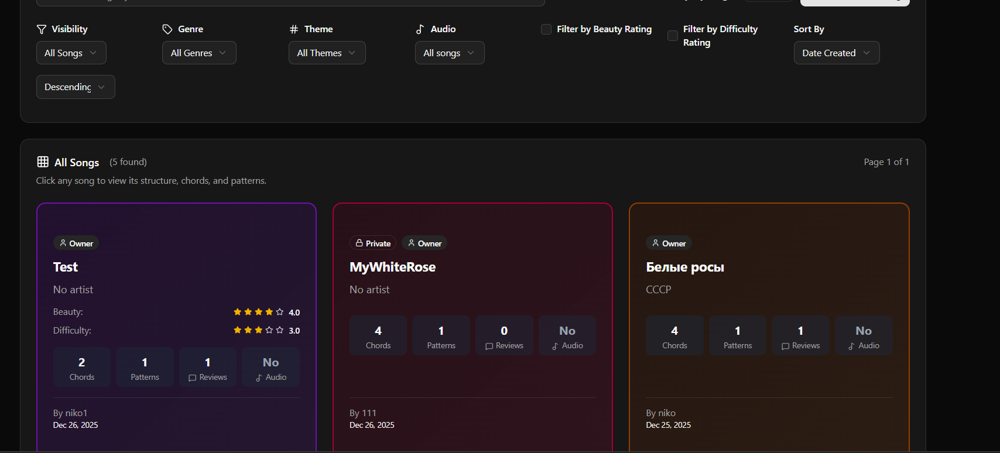 Visibility
Genre
Theme
Audio
Filter by Beauty Rating
Filter by Difficulty
Rating
Sort By
All Songs
All Genres
All Themes
All songs
Date Created
Descending
All Songs (5 found)
Page 1 of 1
Click any song to view its structure, chords, and patterns.
Owner
Test
No artist
Beauty: 4.0
Difficulty: 3.0
2 1 1 No
Chords Patterns Reviews Audio
By niko1
Dec 26, 2025
Private Owner
MyWhiteRose
No artist
4 1 0 No
Chords Patterns Reviews Audio
By 111
Dec 26, 2025
Owner
Белые росы
СССР
4 1 1 No
Chords Patterns Reviews Audio
By niko
Dec 25, 2025